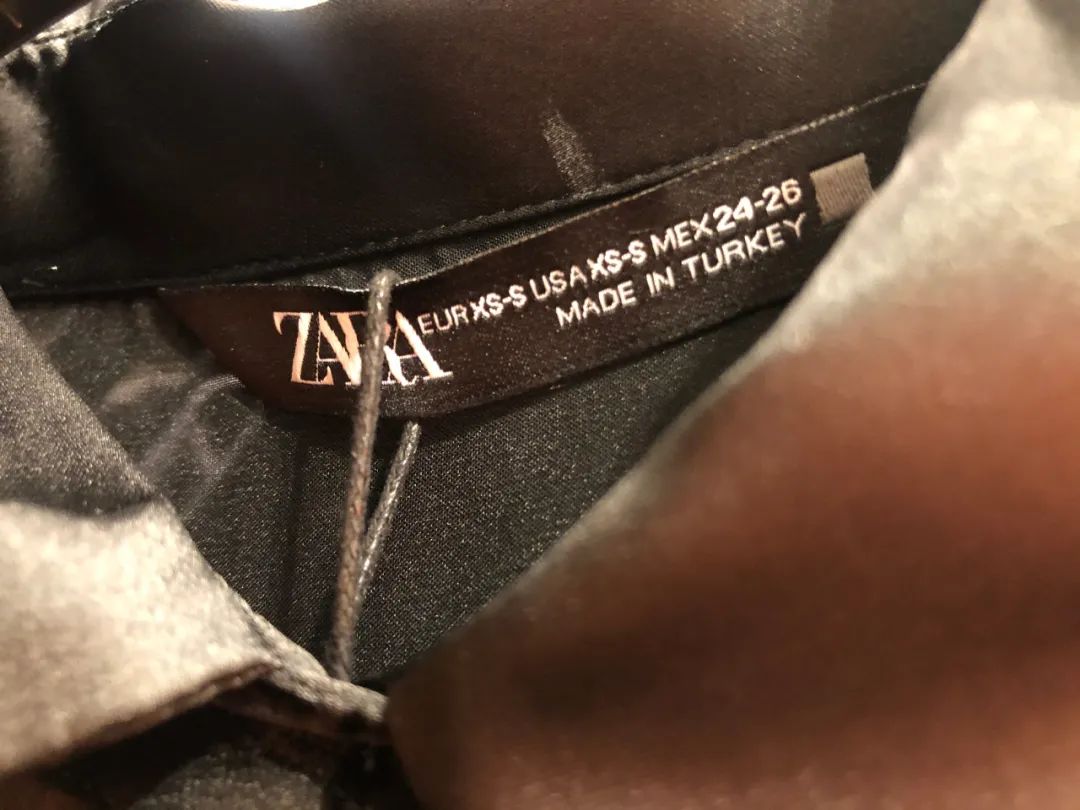 ZARA
EUR XS-S USA XS-S MEX 24-26
MADE IN TURKEY